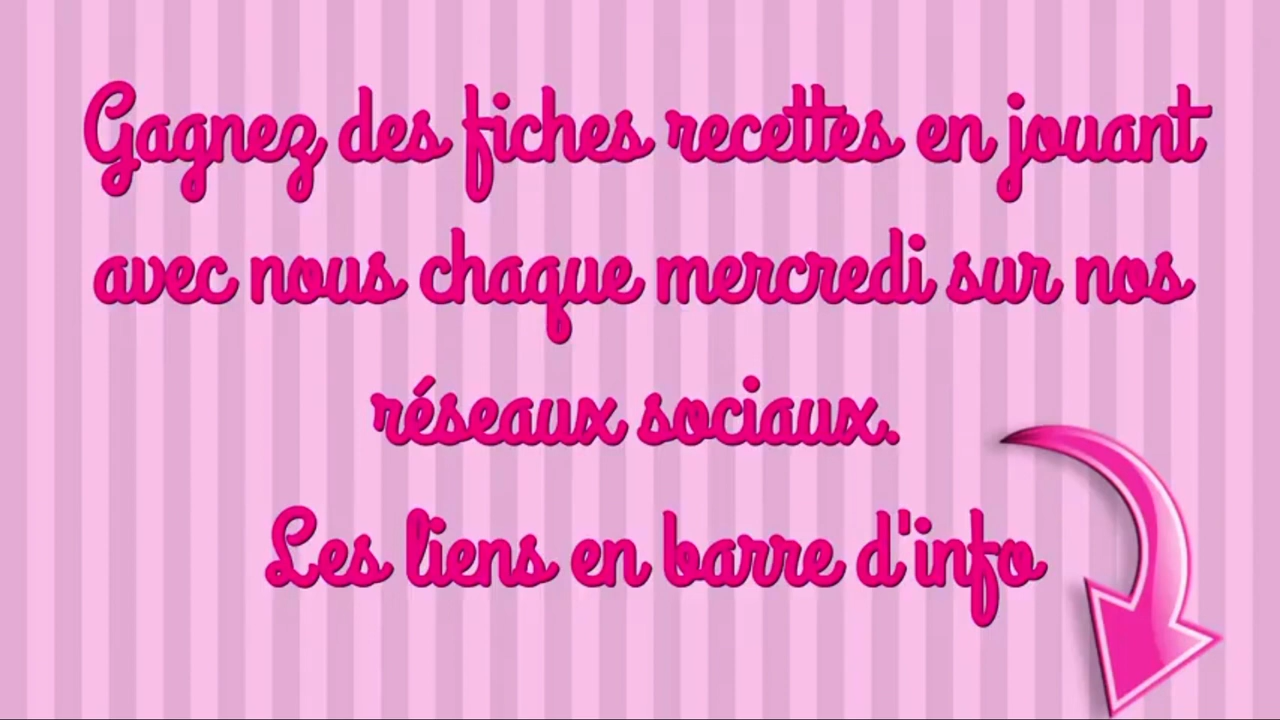 Gagnez des fiches recettes en jouant
avec nous chaque mercredi sur nos
réseaux sociaux.
Les liens en barre d'info